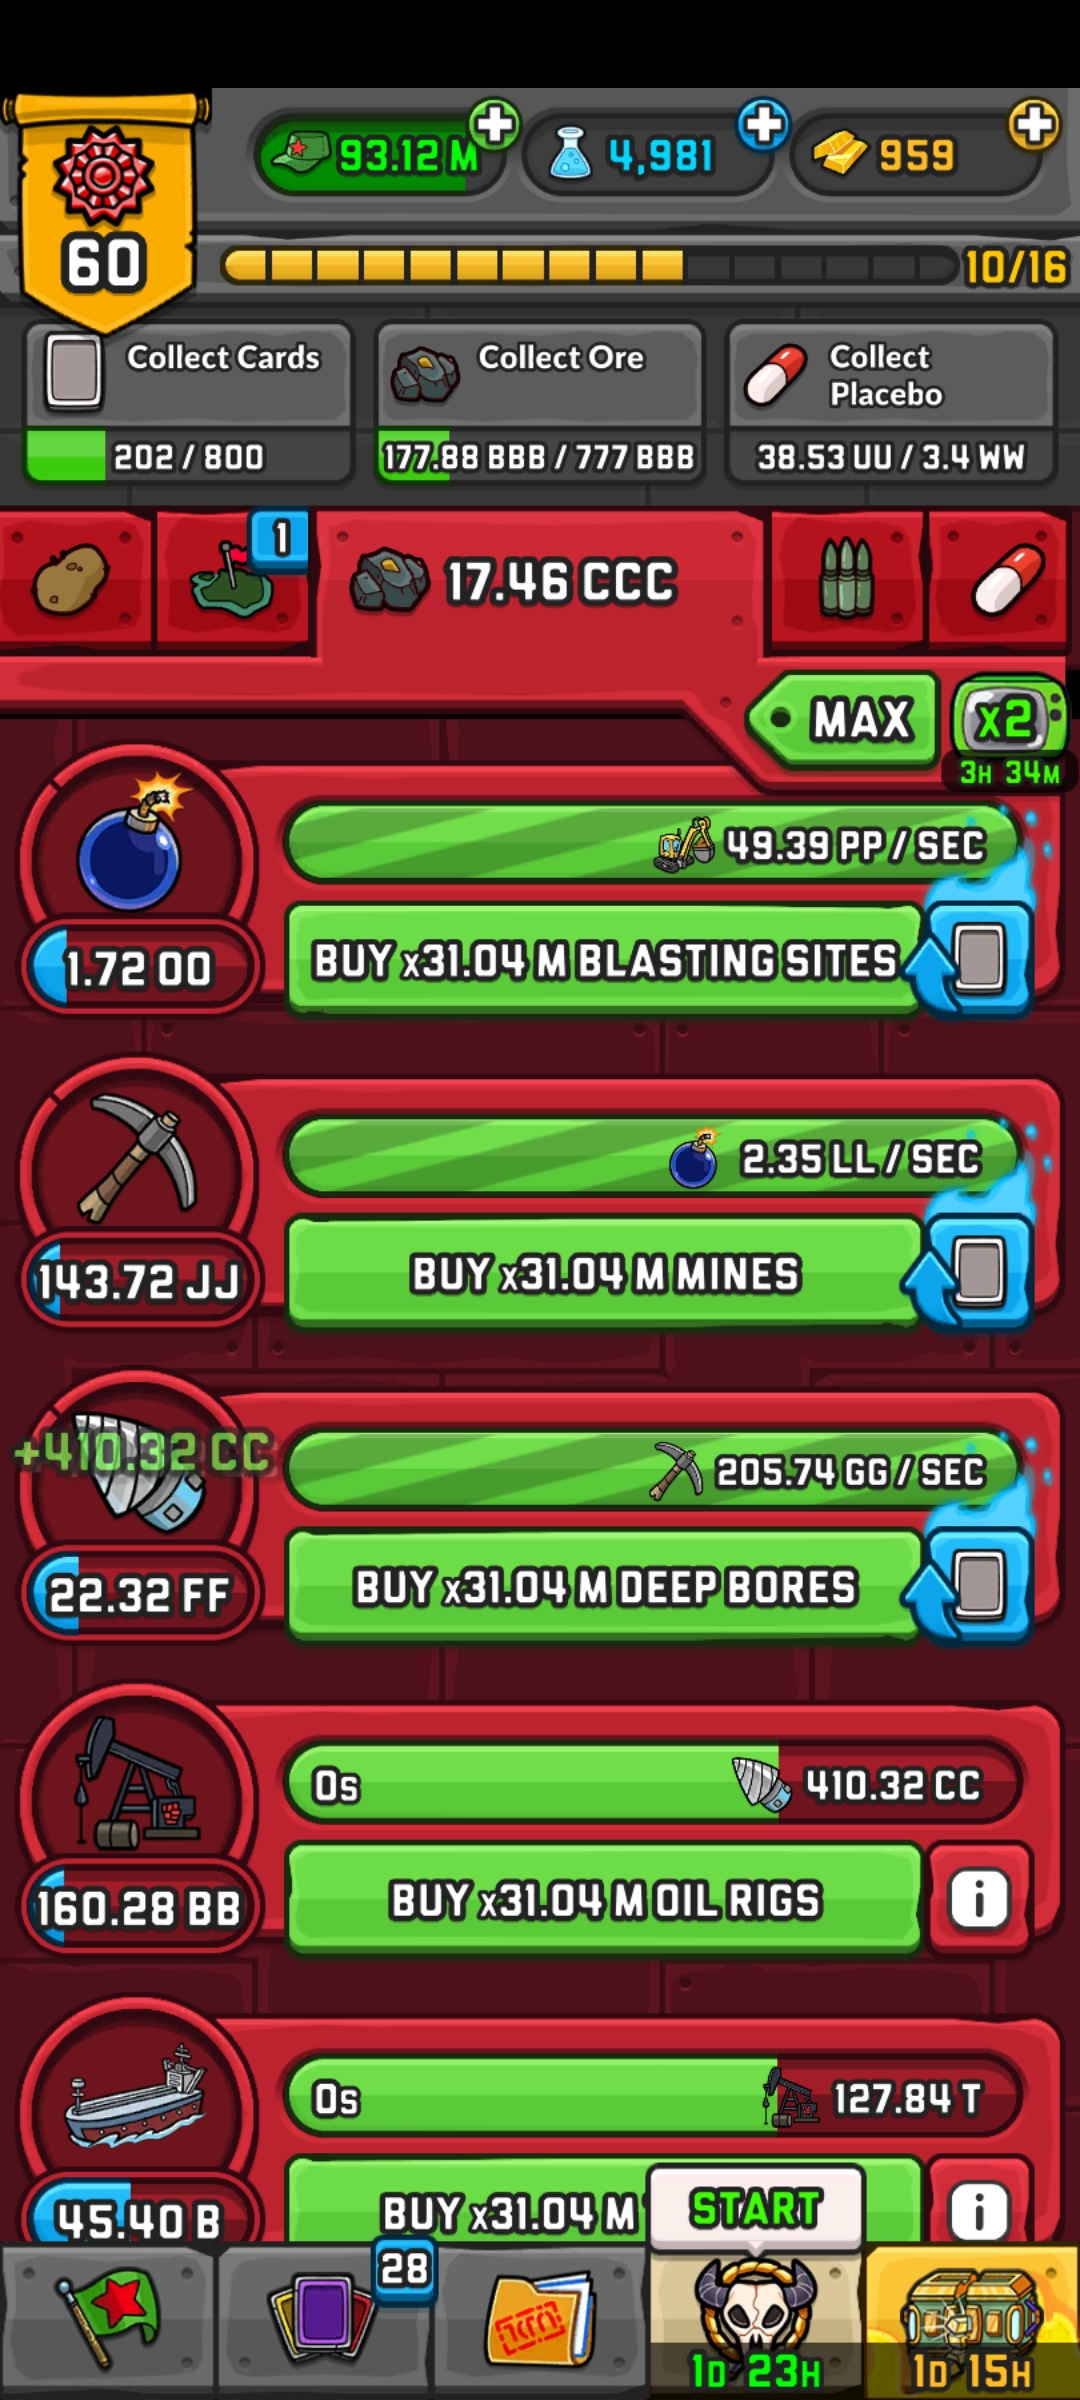 93.12 M
4,981
959
60
10/16
Collect Cards
202 / 800
Collect Ore
177.88 BBB / 777 BBB
Collect
Placebo
38.53 UU / 3.4 WW
1
17.46 CCC
MAX
x2
3H 34M
49.39 PP / SEC
1.72 OO
BUY x31.04 M BLASTING SITES
2.35 LL / SEC
143.72 JJ
BUY x31.04 M MINES
+410.32 CC
205.74 GG / SEC
22.32 FF
BUY x31.04 M DEEP BORES
0s
410.32 CC
160.28 BB
BUY x31.04 M OIL RIGS
i
0s
127.84 T
45.40 B
BUY x31.04 M
i
START
28
1D 23H
1D 15H